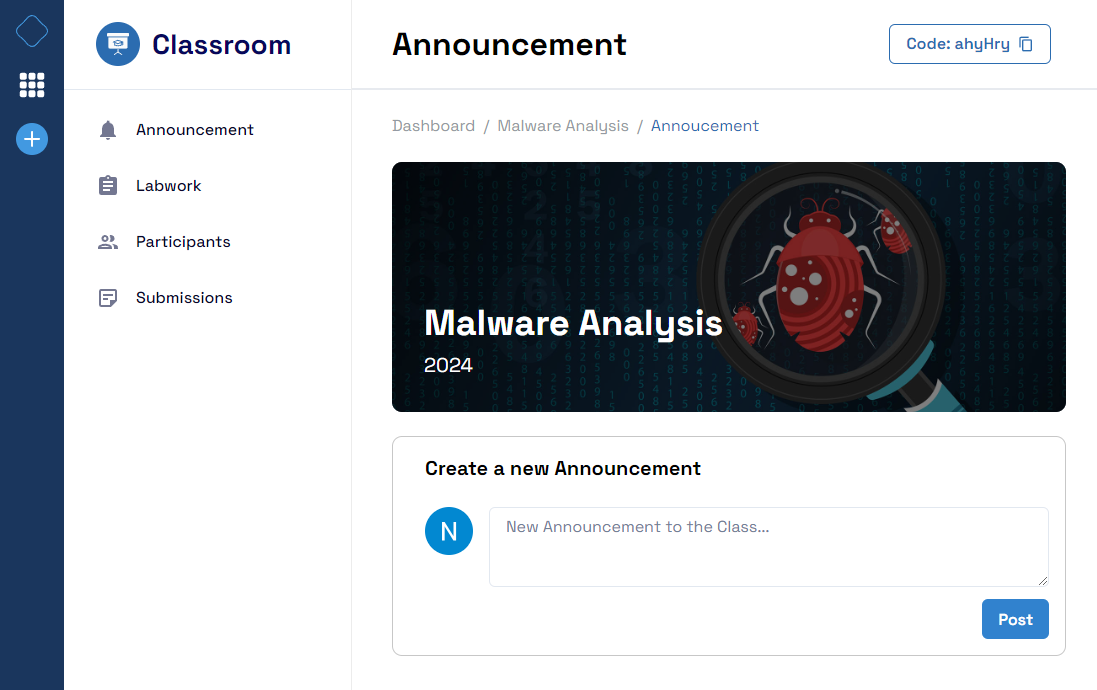 Classroom
Announcement
Labwork
Participants
Submissions
Announcement
Code: ahyHry
Dashboard / Malware Analysis / Annoucement
Malware Analysis
2024
Create a new Announcement
N
New Announcement to the Class...
Post